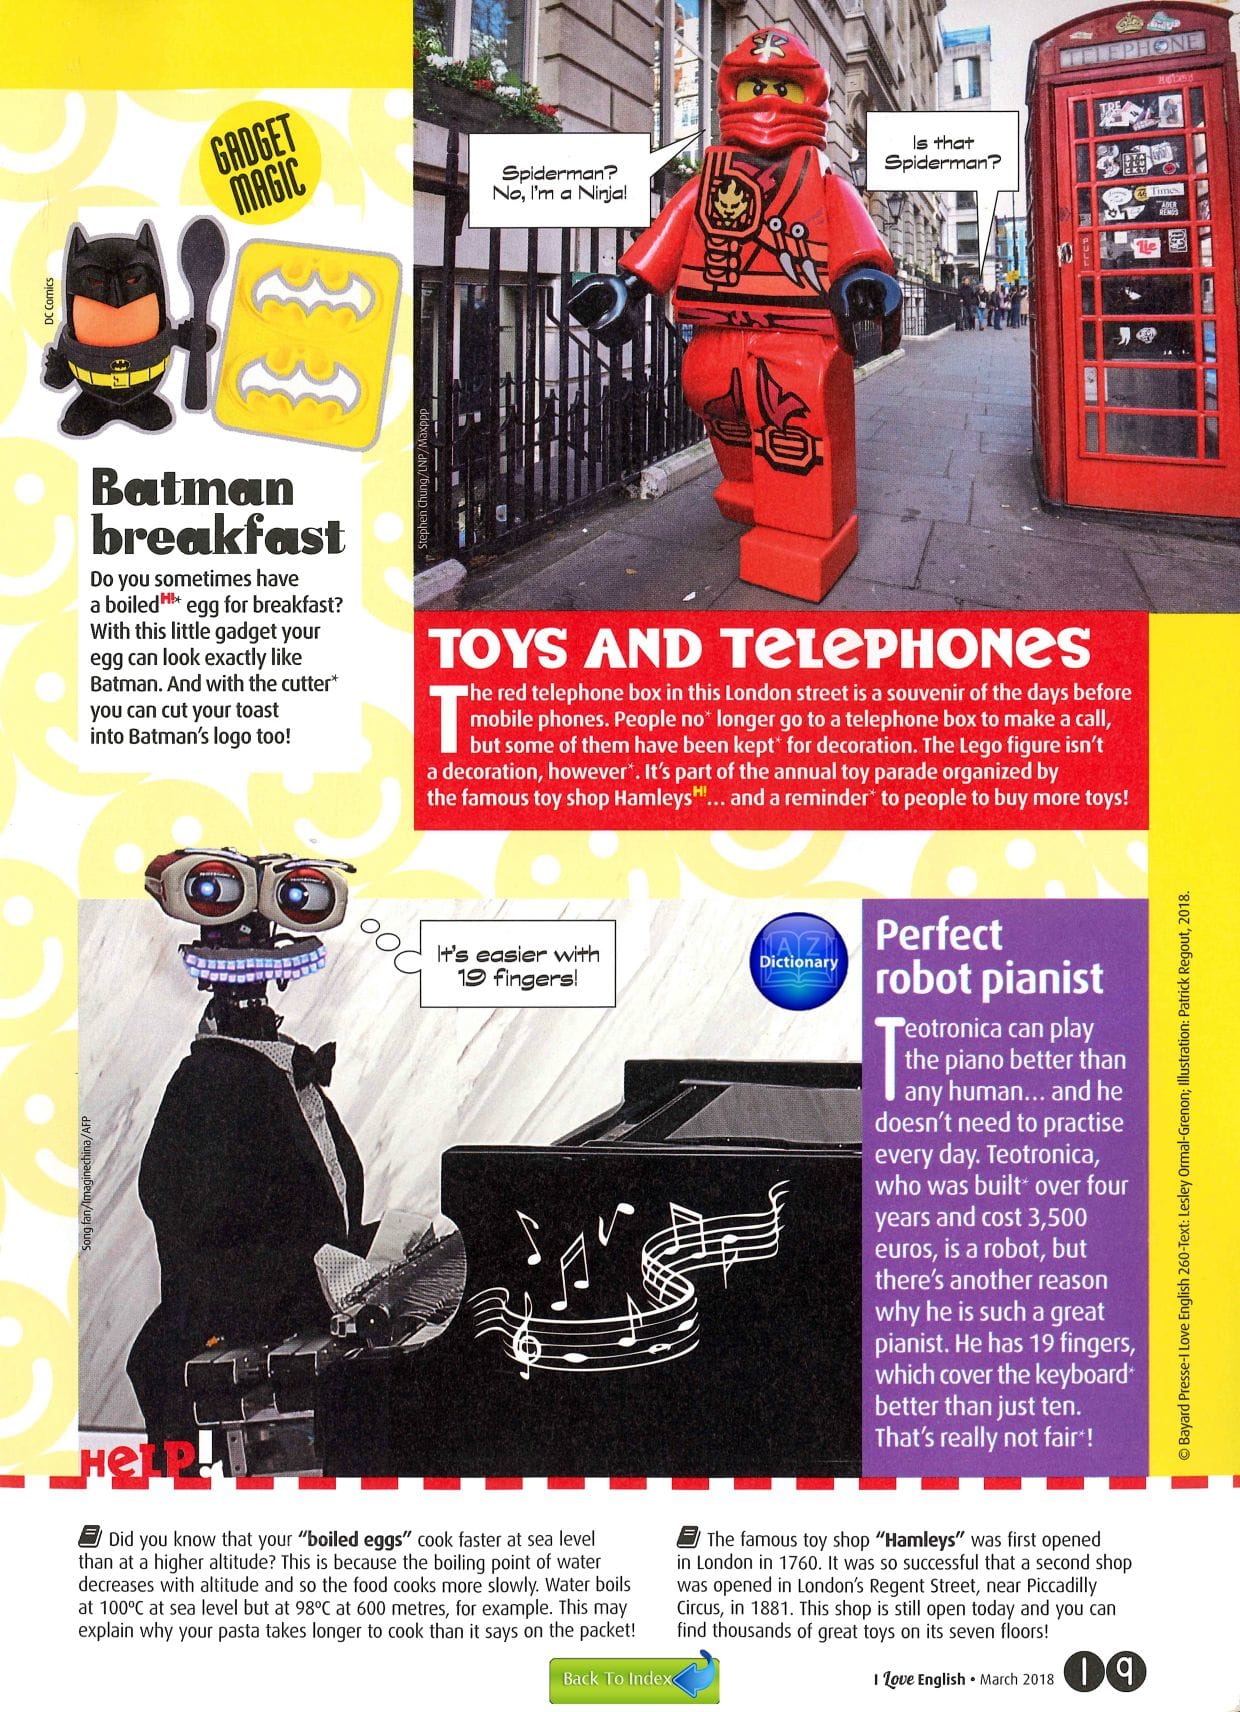 GADGET
MAGIC
DC Comics
Batman
breakfast
Do you sometimes have
a boiledH!* egg for breakfast?
With this little gadget your
egg can look exactly like
Batman. And with the cutter*
you can cut your toast
into Batman's logo too!
Spiderman?
No, I'm a Ninja!
Is that
Spiderman?
TELEPHONE
PULL
Times
Lie
Stephen Chung/LNP/Maxppp
TOYS AND TELEPHONES
The red telephone box in this London street is a souvenir of the days before
mobile phones. People no* longer go to a telephone box to make a call,
but some of them have been kept* for decoration. The Lego figure isn't
a decoration, however*. It's part of the annual toy parade organized by
the famous toy shop HamleysH!... and a reminder* to people to buy more toys!
It's easier with
19 fingers!
A Z
Dictionary
Song fan/Imaginechina/AFP
Perfect
robot pianist
Teotronica can play
the piano better than
any human... and he
doesn't need to practise
every day. Teotronica,
who was built* over four
years and cost 3,500
euros, is a robot, but
there's another reason
why he is such a great
pianist. He has 19 fingers,
which cover the keyboard*
better than just ten.
That's really not fair*!
© Bayard Presse-I Love English 260-Text: Lesley Ormal-Grenon; Illustration: Patrick Regout, 2018.
HELP!
Did you know that your "boiled eggs" cook faster at sea level
than at a higher altitude? This is because the boiling point of water
decreases with altitude and so the food cooks more slowly. Water boils
at 100ºC at sea level but at 98ºC at 600 metres, for example. This may
explain why your pasta takes longer to cook than it says on the packet!
The famous toy shop "Hamleys" was first opened
in London in 1760. It was so successful that a second shop
was opened in London's Regent Street, near Piccadilly
Circus, in 1881. This shop is still open today and you can
find thousands of great toys on its seven floors!
Back To Index
I Love English • March 2018 19